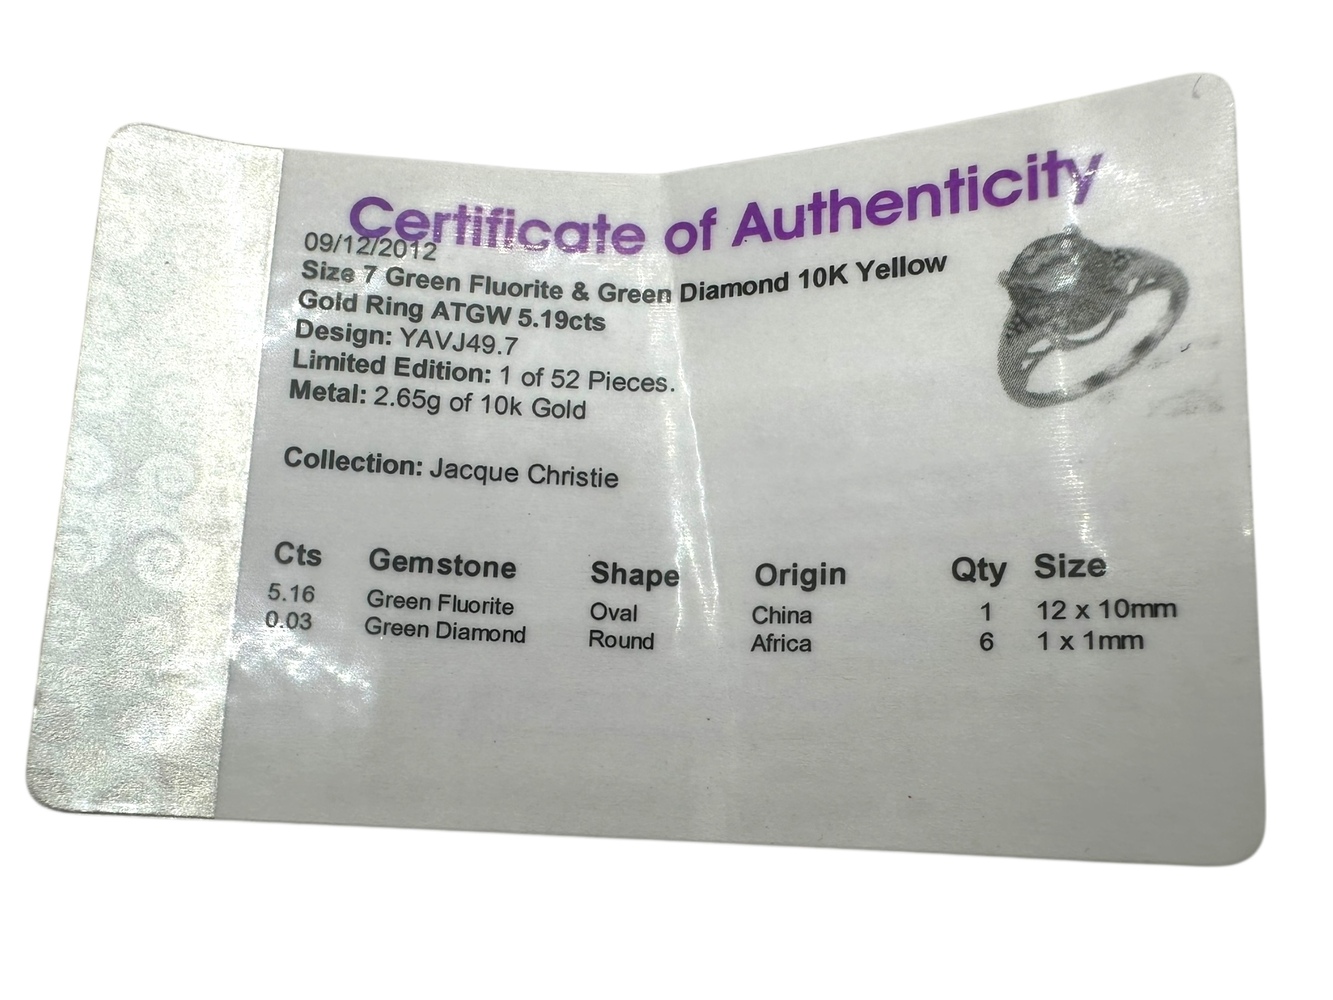 Certificate of Authenticity
09/12/2012
Size 7 Green Fluorite & Green Diamond 10K Yellow
Gold Ring ATGW 5.19cts
Design: YAVJ49.7
Limited Edition: 1 of 52 Pieces.
Metal: 2.65g of 10k Gold
Collection: Jacque Christie
Cts Gemstone Shape Origin Qty Size
5.16 Green Fluorite Oval China 1 12 x 10mm
0.03 Green Diamond Round Africa 6 1 x 1mm